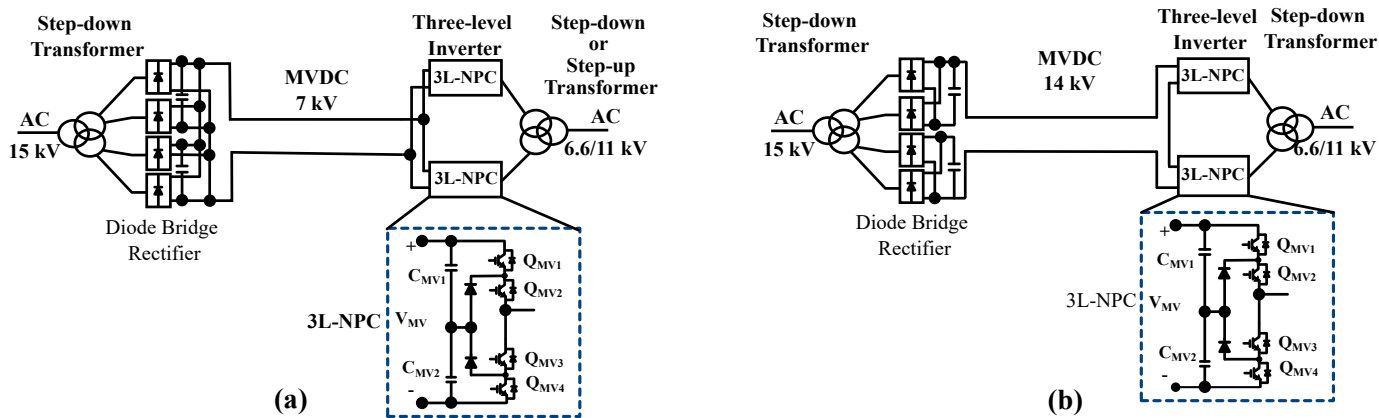 Step-down
Transformer
AC
15 kV
Diode Bridge
Rectifier
MVDC
7 kV
Three-level
Inverter
3L-NPC
3L-NPC
Step-down
or
Step-up
Transformer
AC
6.6/11 kV
3L-NPC
+
CMV1
VMV
CMV2
-
QMV1
QMV2
QMV3
QMV4
(a)
Step-down
Transformer
AC
15 kV
Diode Bridge
Rectifier
MVDC
14 kV
Three-level
Inverter
3L-NPC
3L-NPC
Step-down
Transformer
AC
6.6/11 kV
3L-NPC
+
CMV1
VMV
CMV2
-
QMV1
QMV2
QMV3
QMV4
(b)